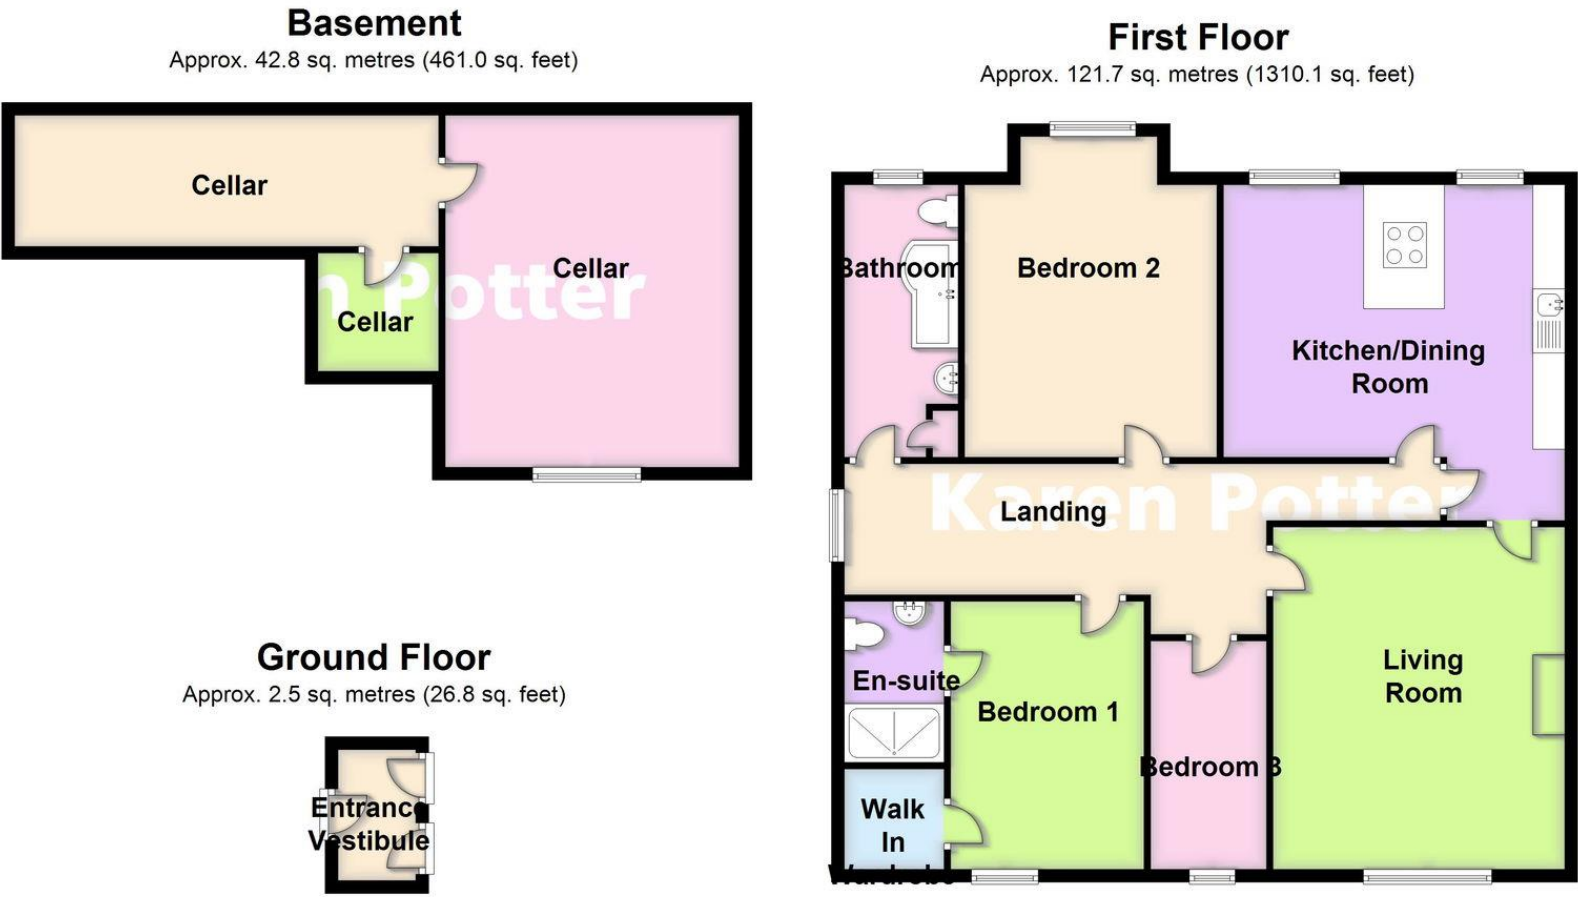 Basement
Approx. 42.8 sq. metres (461.0 sq. feet)
Cellar
Cellar
Cellar
n Potter
Ground Floor
Approx. 2.5 sq. metres (26.8 sq. feet)
Entrance
Vestibule
First Floor
Approx. 121.7 sq. metres (1310.1 sq. feet)
Bathroom
Bedroom 2
Kitchen/Dining
Room
Landing
Karen Potter
En-suite
Bedroom 1
Living
Room
Bedroom 3
Walk
In
Wardrobe